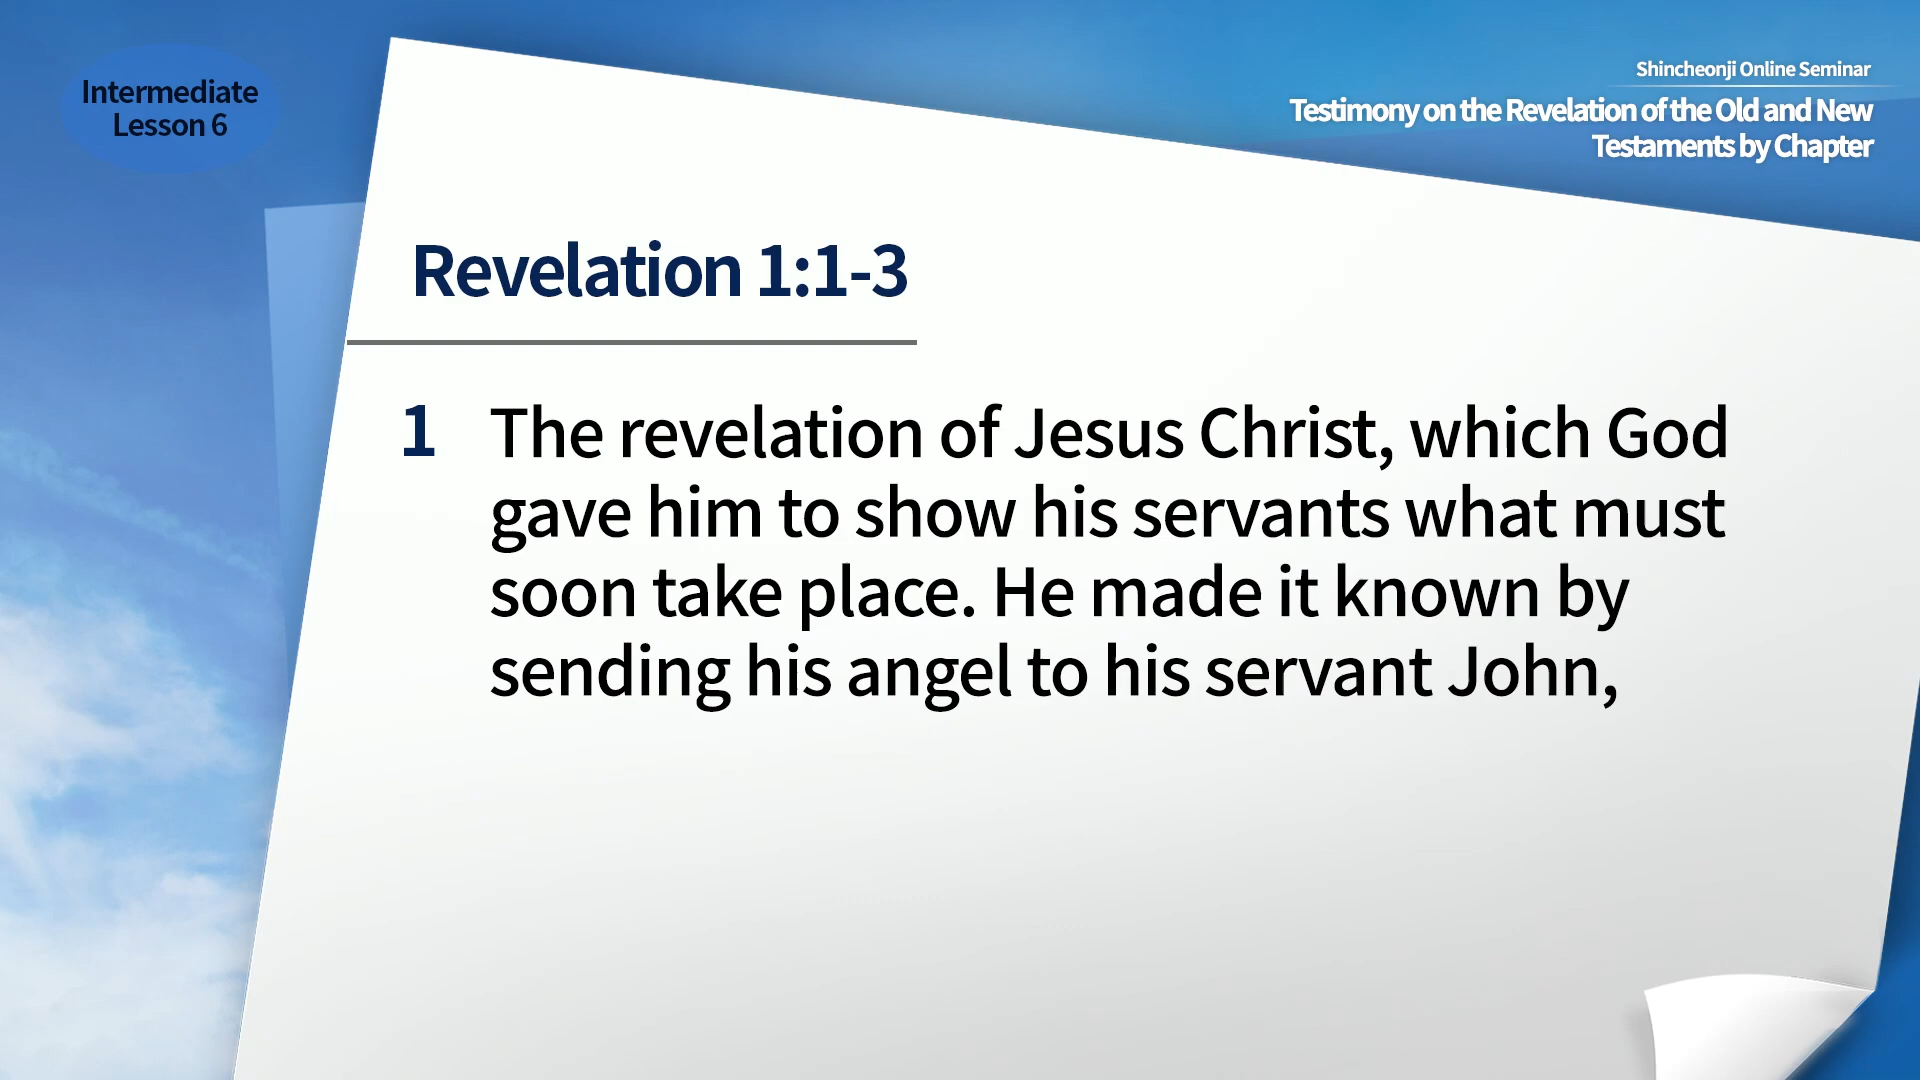 Intermediate
Lesson 6
Shincheonji Online Seminar
Testimony on the Revelation of the Old and New
Testaments by Chapter
Revelation 1:1-3
1 The revelation of Jesus Christ, which God
gave him to show his servants what must
soon take place. He made it known by
sending his angel to his servant John,